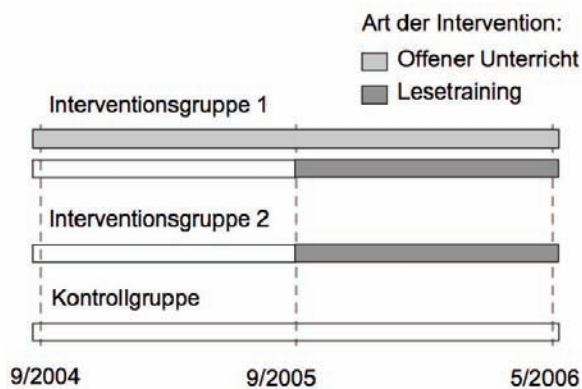 Art der Intervention:
Offener Unterricht
Lesetraining
Interventionsgruppe 1
Interventionsgruppe 2
Kontrollgruppe
9/2004 9/2005 5/2006